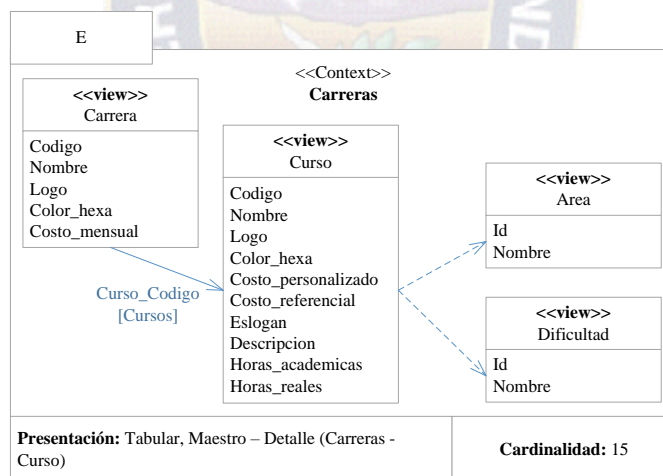 E
<<Context>>
Carreras
<<view>>
Carrera
Codigo
Nombre
Logo
Color_hexa
Costo_mensual
Curso_Codigo
[Cursos]
<<view>>
Curso
Codigo
Nombre
Logo
Color_hexa
Costo_personalizado
Costo_referencial
Eslogan
Descripcion
Horas_academicas
Horas_reales
<<view>>
Area
Id
Nombre
<<view>>
Dificultad
Id
Nombre
Presentación: Tabular, Maestro – Detalle (Carreras -
Curso)
Cardinalidad: 15